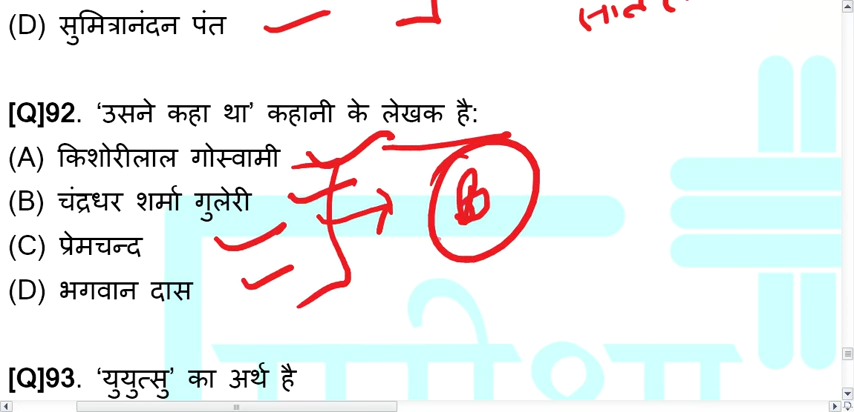 (D) सुमित्रानंदन पंत
[Q]92. ‘उसने कहा था’ कहानी के लेखक है:
(A) किशोरीलाल गोस्वामी
(B) चंद्रधर शर्मा गुलेरी
(C) प्रेमचन्द
(D) भगवान दास
B
[Q]93. ‘युयुत्सु’ का अर्थ है